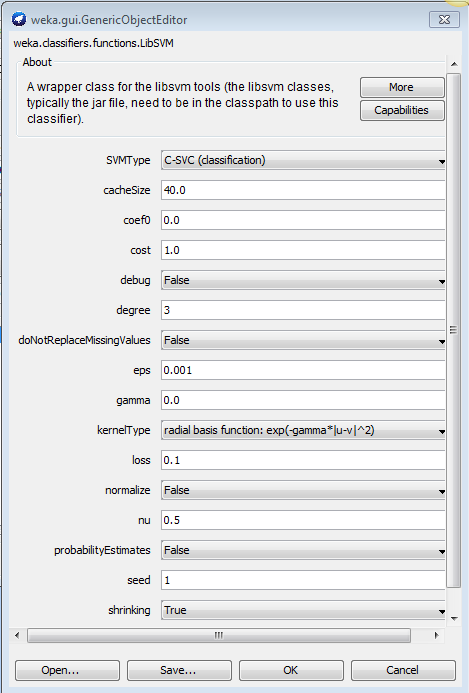 weka.gui.GenericObjectEditor
weka.classifiers.functions.LibSVM
About
A wrapper class for the libsvm tools (the libsvm classes,
typically the jar file, need to be in the classpath to use this
classifier).
More
Capabilities
SVMType C-SVC (classification)
cacheSize 40.0
coef0 0.0
cost 1.0
debug False
degree 3
doNotReplaceMissingValues False
eps 0.001
gamma 0.0
kernelType radial basis function: exp(-gamma*|u-v|^2)
loss 0.1
normalize False
nu 0.5
probabilityEstimates False
seed 1
shrinking True
Open... Save... OK Cancel